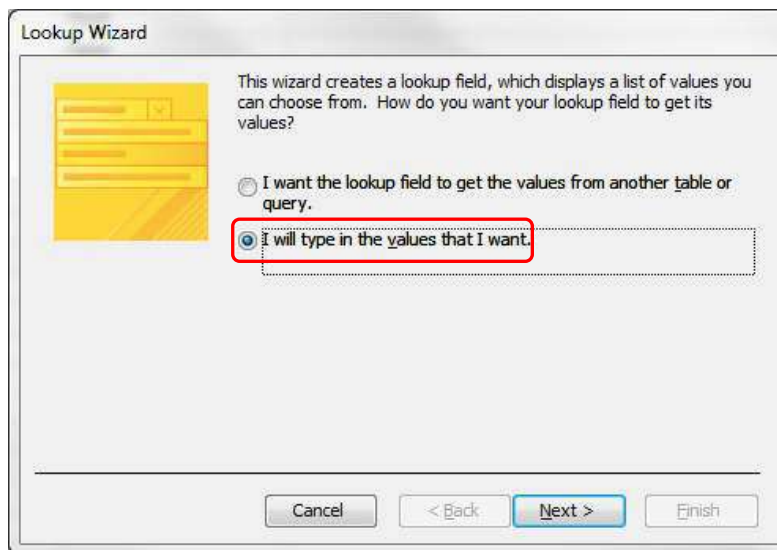 Lookup Wizard
This wizard creates a lookup field, which displays a list of values you
can choose from. How do you want your lookup field to get its
values?
I want the lookup field to get the values from another table or
query.
I will type in the values that I want.
Cancel
< Back
Next >
Finish